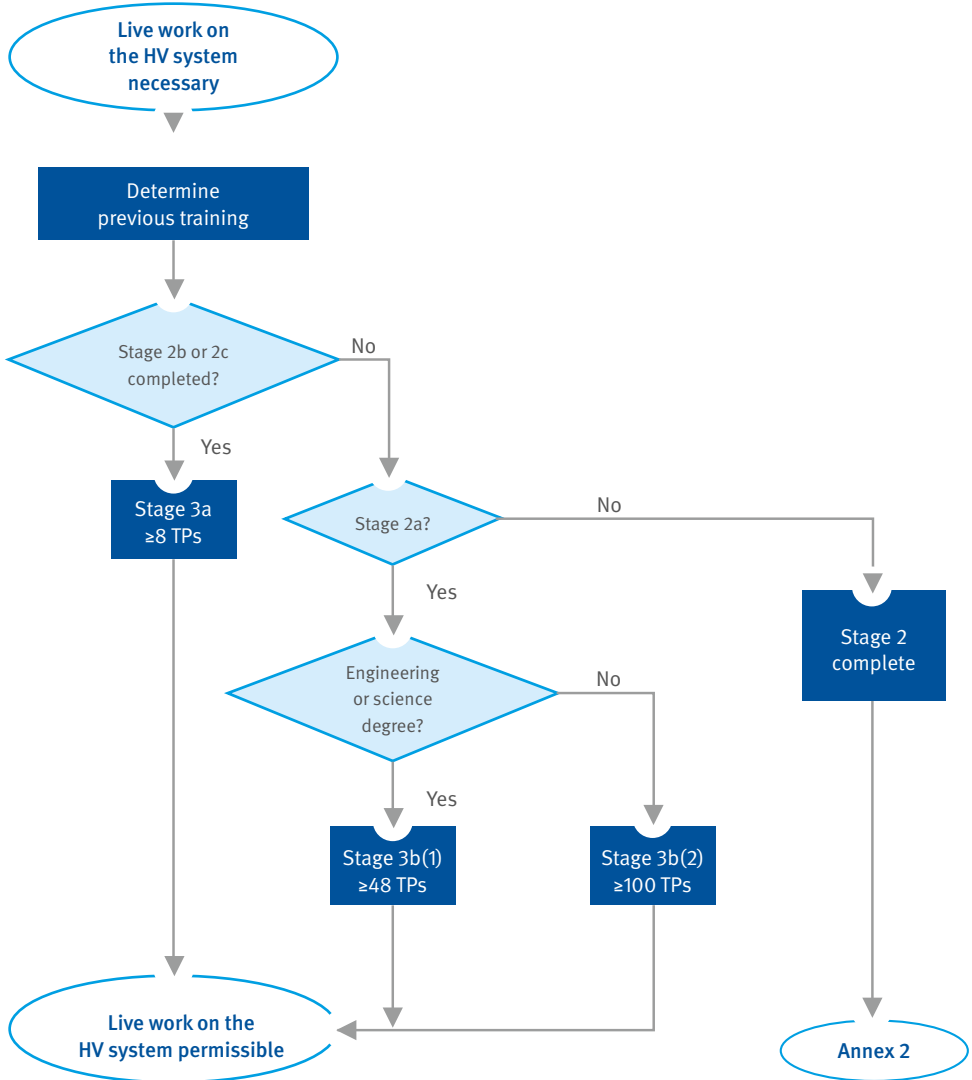 Live work on
the HV system
necessary
Determine
previous training
Stage 2b or 2c
completed?
No
Yes
Stage 3a
≥8 TPs
Stage 2a?
No
Yes
Stage 2
complete
Engineering
or science
degree?
No
Yes
Stage 3b(1)
≥48 TPs
Stage 3b(2)
≥100 TPs
Live work on the
HV system permissible
Annex 2